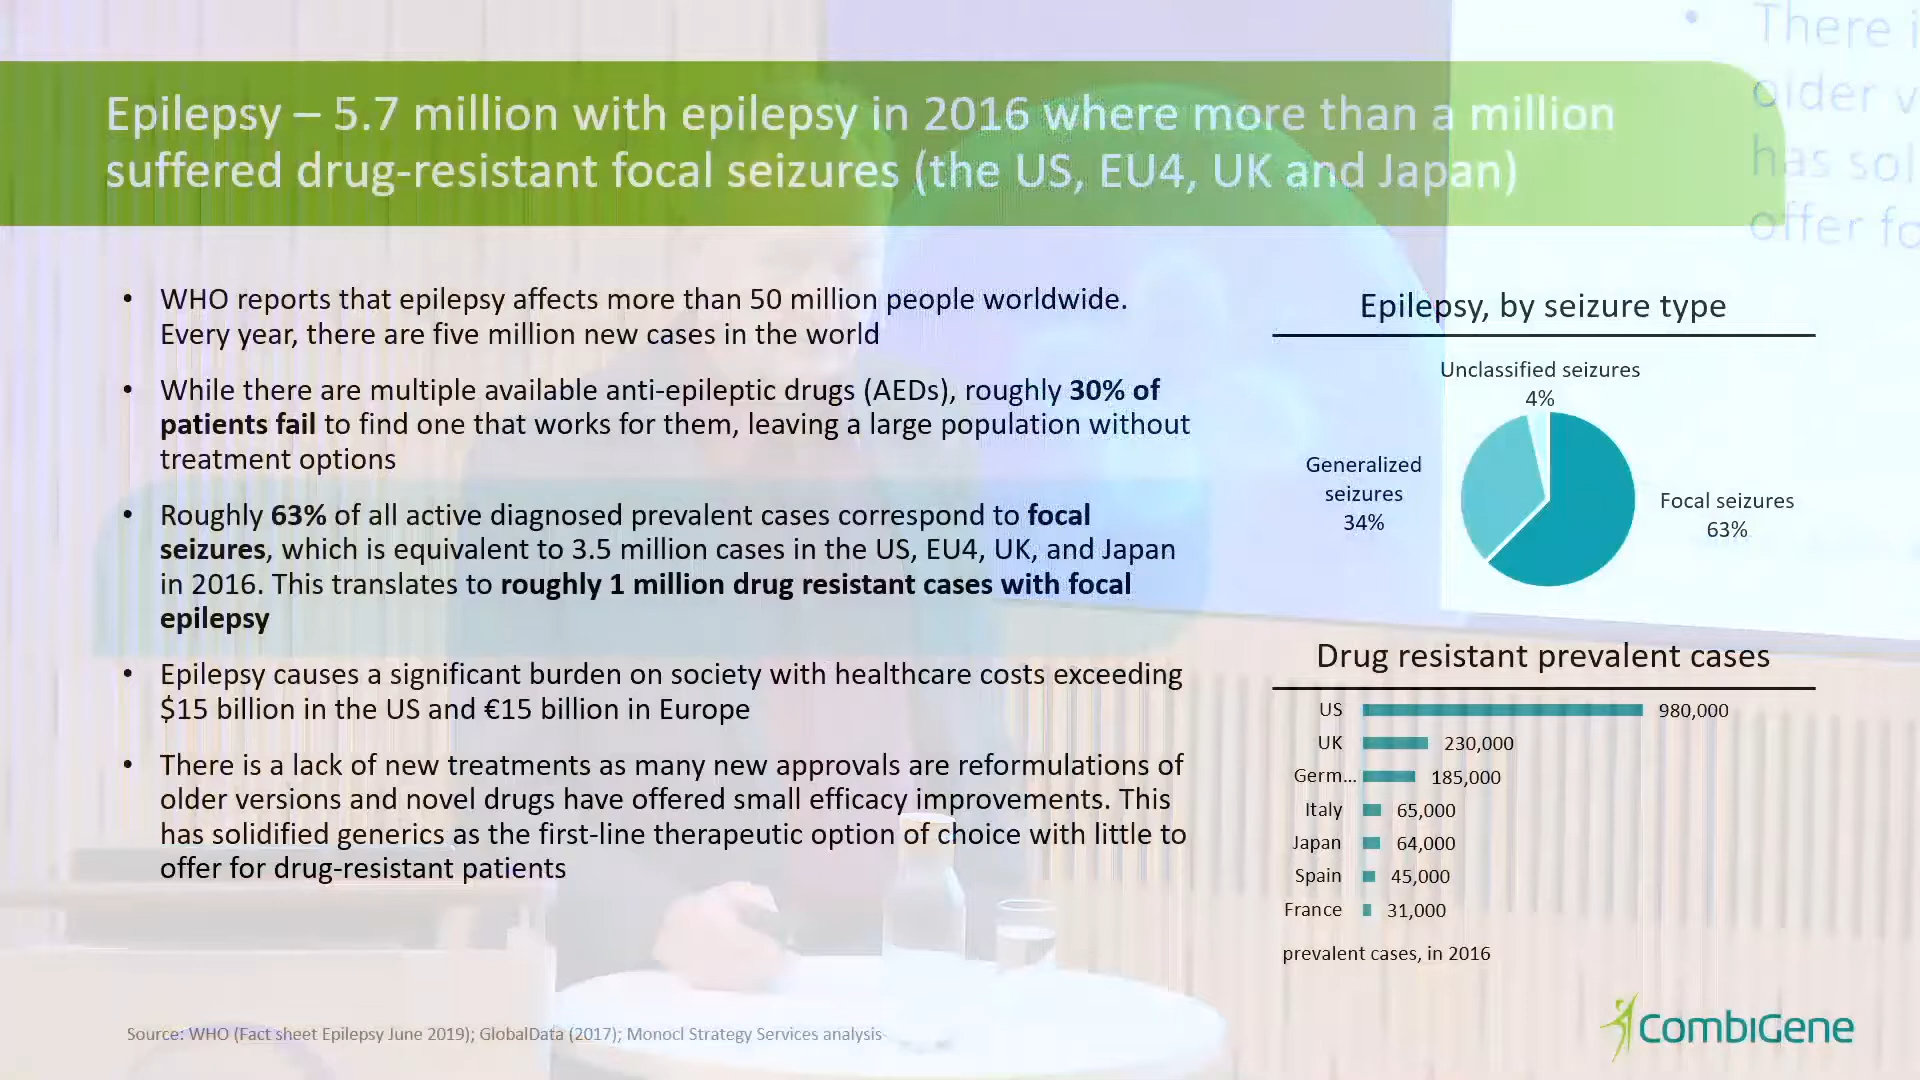 Epilepsy – 5.7 million with epilepsy in 2016 where more than a million
suffered drug-resistant focal seizures (the US, EU4, UK and Japan)
• There i
older v
has sol
offer fo
• WHO reports that epilepsy affects more than 50 million people worldwide.
Every year, there are five million new cases in the world
• While there are multiple available anti-epileptic drugs (AEDs), roughly 30% of
patients fail to find one that works for them, leaving a large population without
treatment options
• Roughly 63% of all active diagnosed prevalent cases correspond to focal
seizures, which is equivalent to 3.5 million cases in the US, EU4, UK, and Japan
in 2016. This translates to roughly 1 million drug resistant cases with focal
epilepsy
• Epilepsy causes a significant burden on society with healthcare costs exceeding
$15 billion in the US and €15 billion in Europe
• There is a lack of new treatments as many new approvals are reformulations of
older versions and novel drugs have offered small efficacy improvements. This
has solidified generics as the first-line therapeutic option of choice with little to
offer for drug-resistant patients
Epilepsy, by seizure type
Unclassified seizures
4%
Generalized
seizures
34%
Focal seizures
63%
Drug resistant prevalent cases
US 980,000
UK 230,000
Germ... 185,000
Italy 65,000
Japan 64,000
Spain 45,000
France 31,000
prevalent cases, in 2016
Source: WHO (Fact sheet Epilepsy June 2019); GlobalData (2017); Monocl Strategy Services analysis
CombiGene